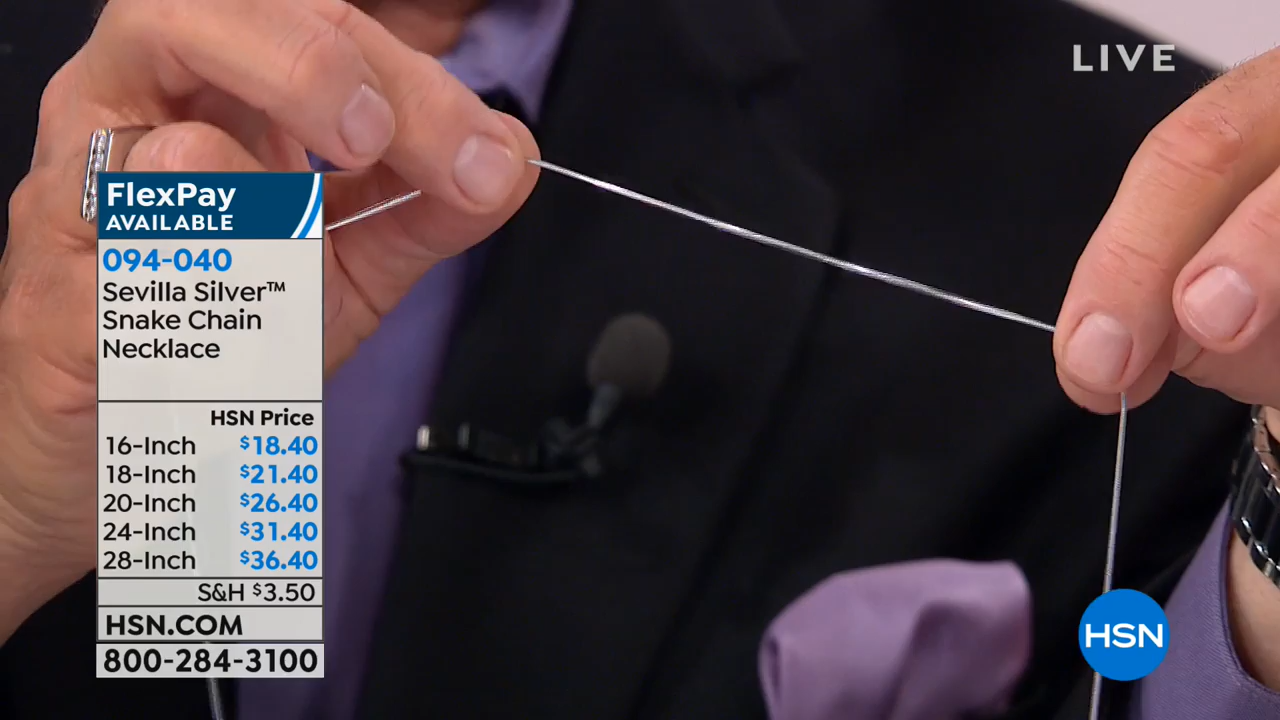 LIVE
FlexPay
AVAILABLE
094-040
Sevilla Silver™
Snake Chain
Necklace
HSN Price
16-Inch $18.40
18-Inch $21.40
20-Inch $26.40
24-Inch $31.40
28-Inch $36.40
S&H $3.50
HSN.COM
800-284-3100
HSN